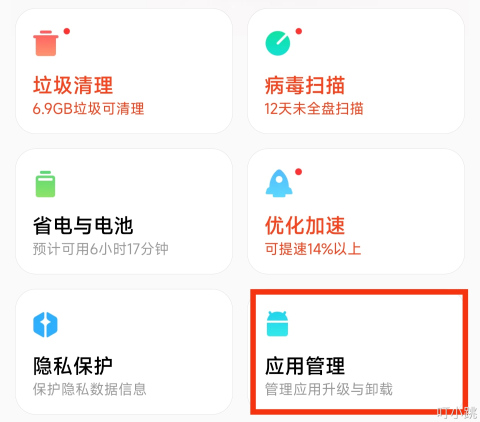 垃圾清理
病毒扫描
6.9GB垃圾可清理
12天未全盘扫描
省电与电池
优化加速
预计可用6小时17分钟
可提速14%以上
隐私保护
应用管理
保护隐私数据信息
管理应用升级与卸载
叮小跳